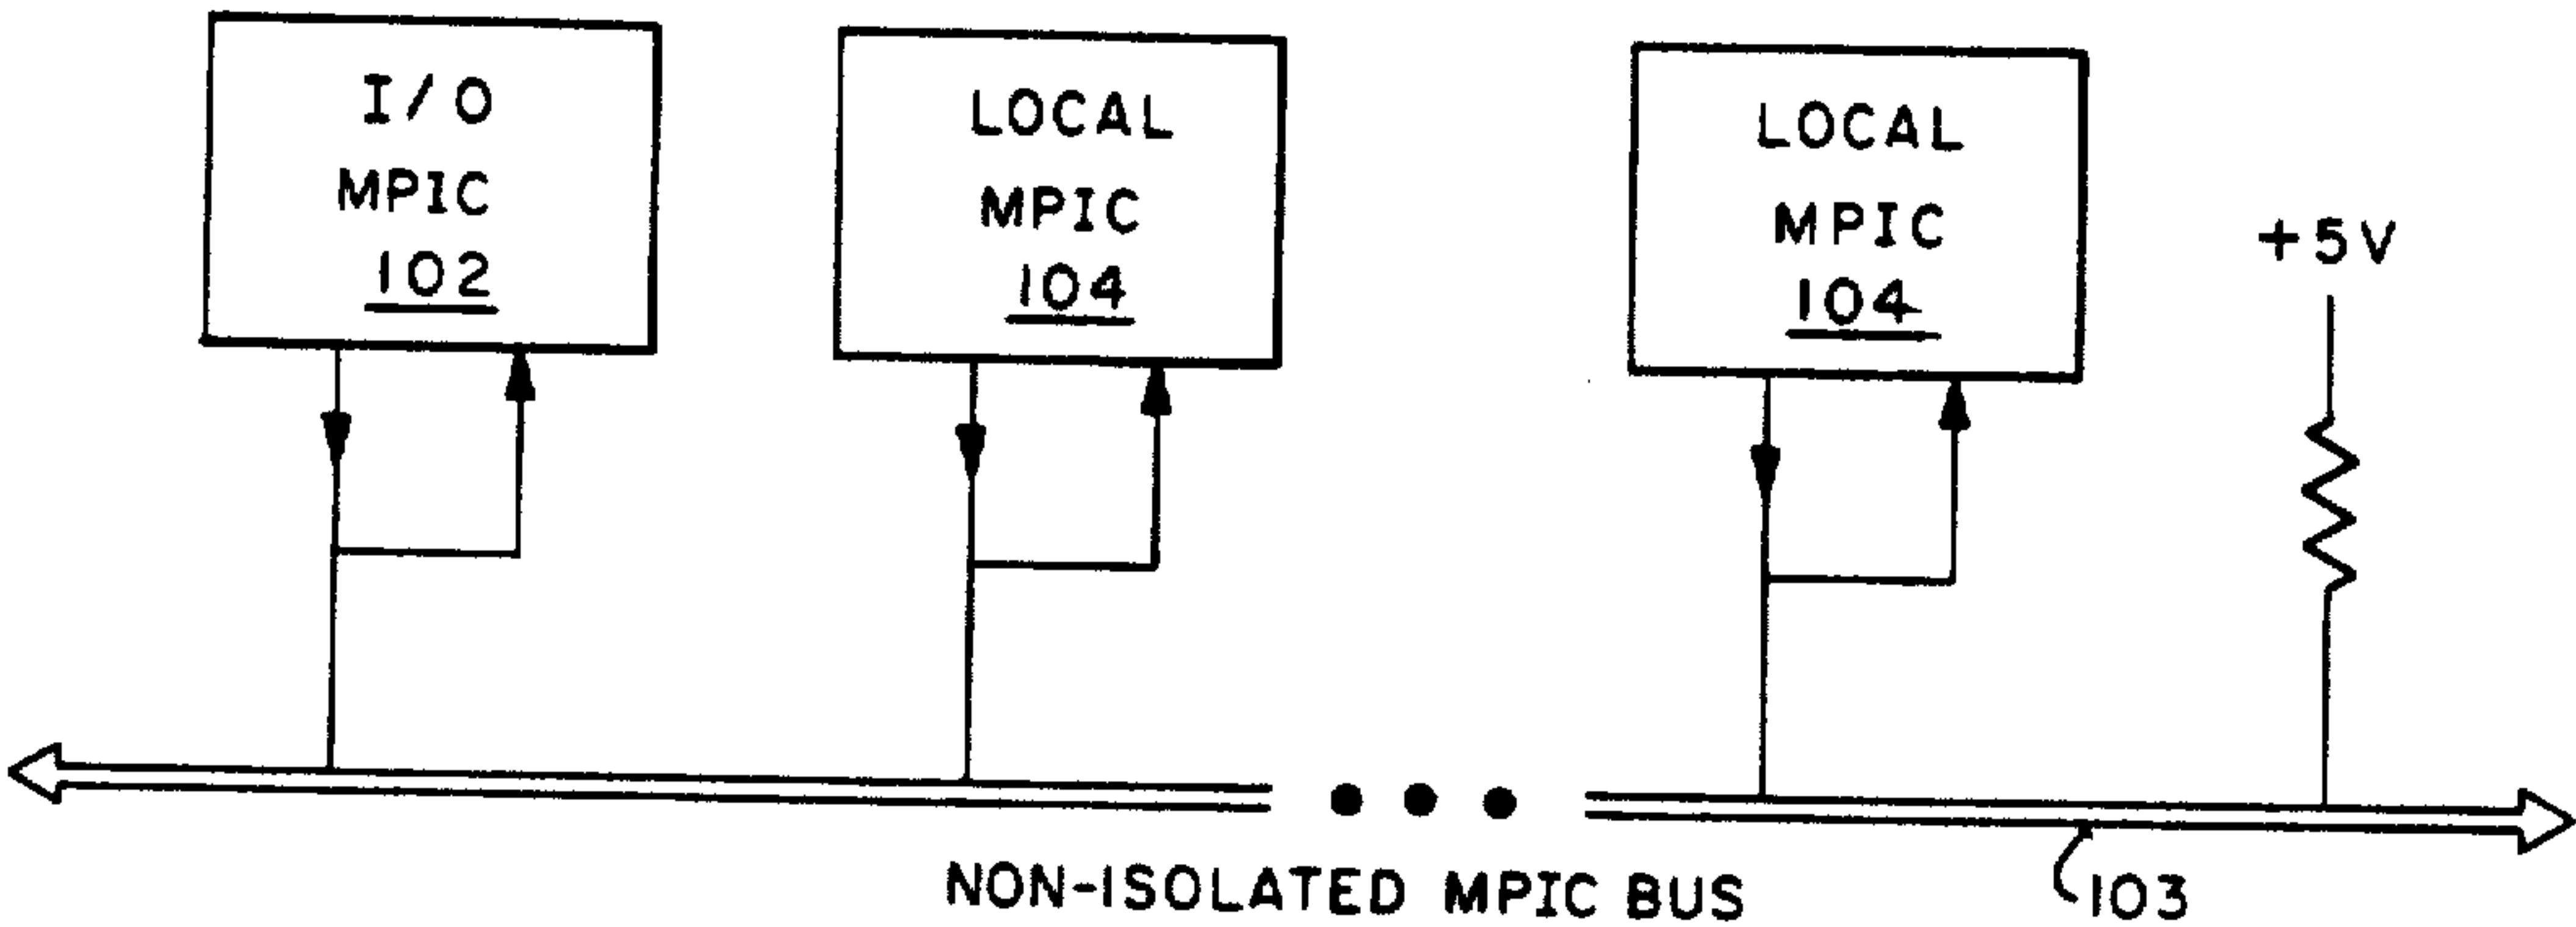 I/O
MPIC
102
LOCAL
MPIC
104
LOCAL
MPIC
104
+5V
NON-ISOLATED MPIC BUS
103